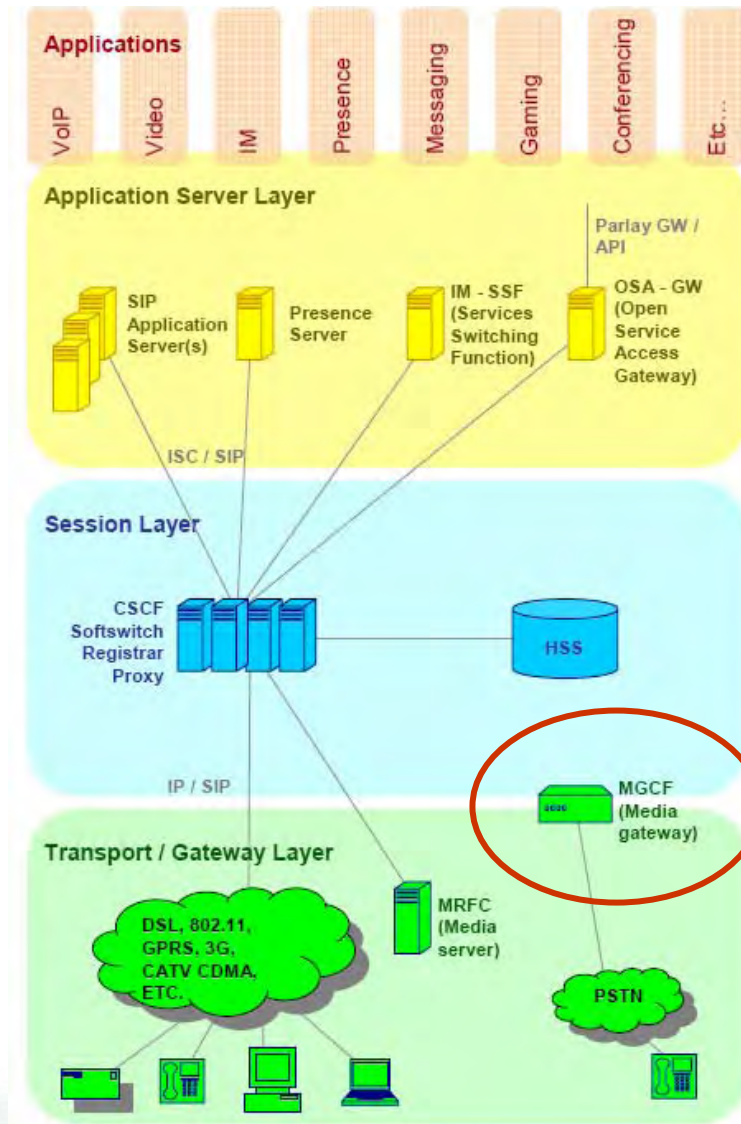 Applications
VoIP
Video
IM
Presence
Messaging
Gaming
Conferencing
Etc...
Application Server Layer
Parlay GW /
API
SIP
Application
Server(s)
Presence
Server
IM - SSF
(Services
Switching
Function)
OSA - GW
(Open
Service
Access
Gateway)
ISC / SIP
Session Layer
CSCF
Softswitch
Registrar
Proxy
HSS
IP / SIP
MGCF
(Media
gateway)
Transport / Gateway Layer
DSL, 802.11,
GPRS, 3G,
CATV CDMA,
ETC.
MRFC
(Media
server)
PSTN